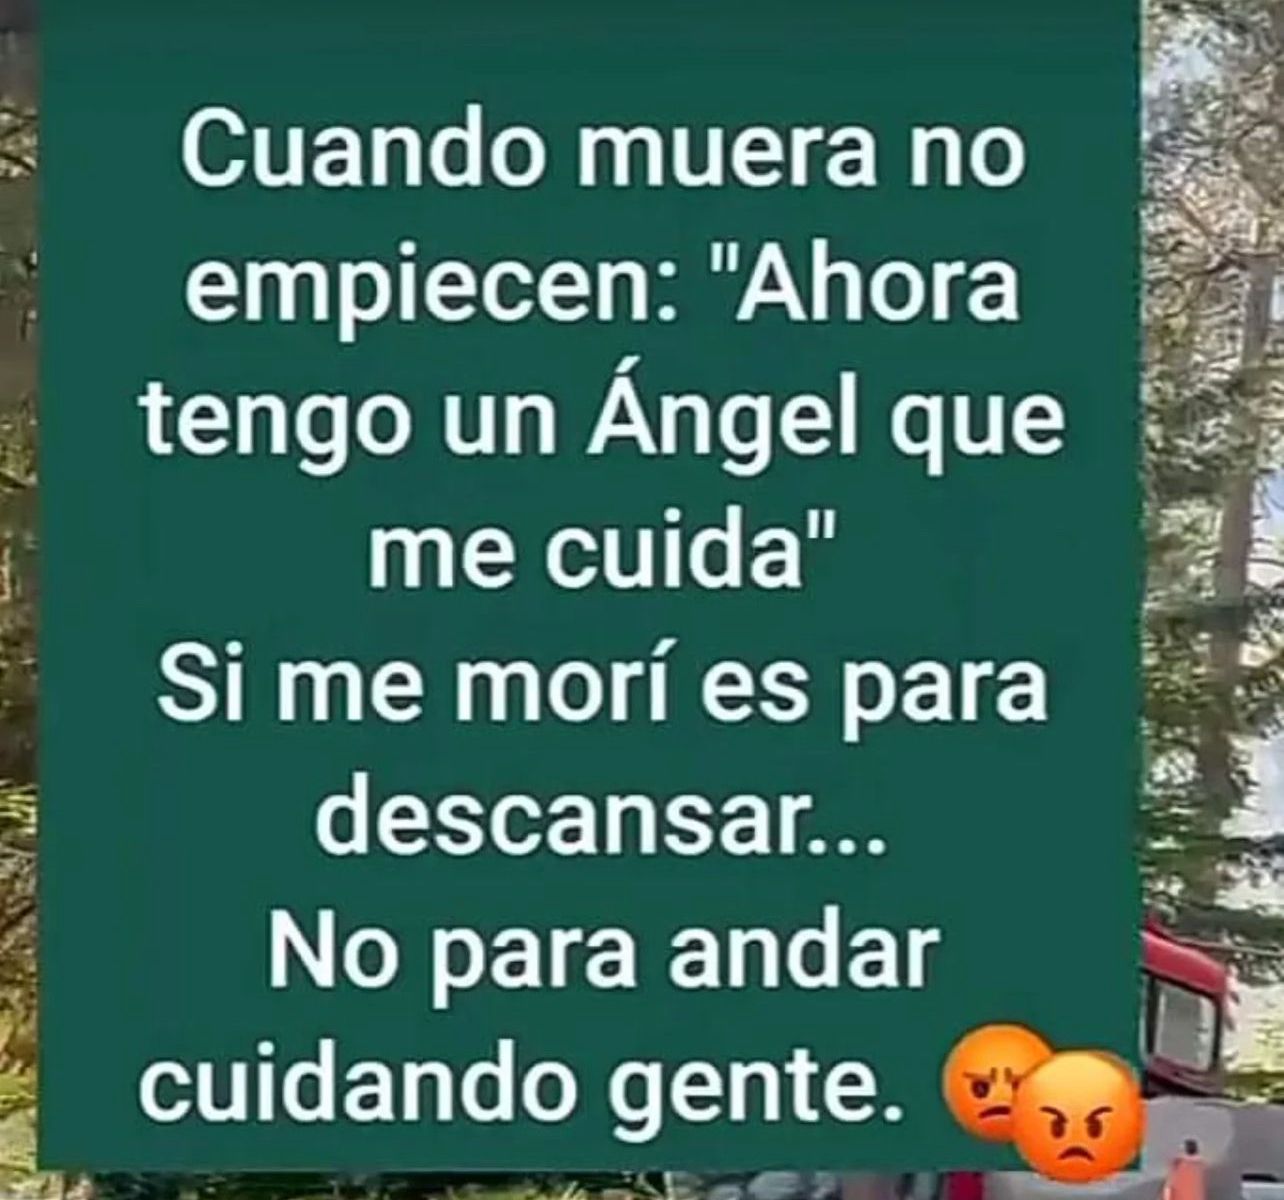 Cuando muera no
empiecen: "Ahora
tengo un Ángel que
me cuida"
Si me morí es para
descansar...
No para andar
cuidando gente. 😡😡